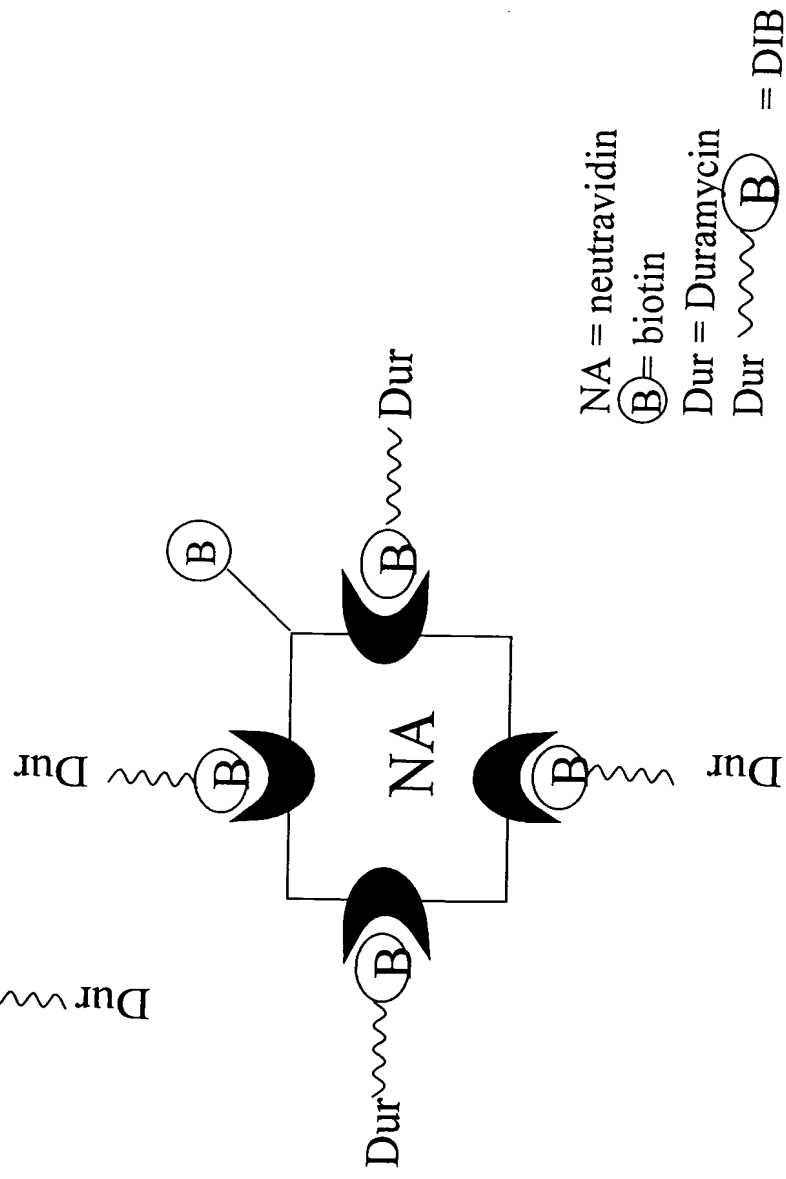 Dur
Dur
B
B
Dur
B
NA
B
Dur
B
Dur
NA = neutravidin
B = biotin
Dur = Duramycin
Dur B = DIB